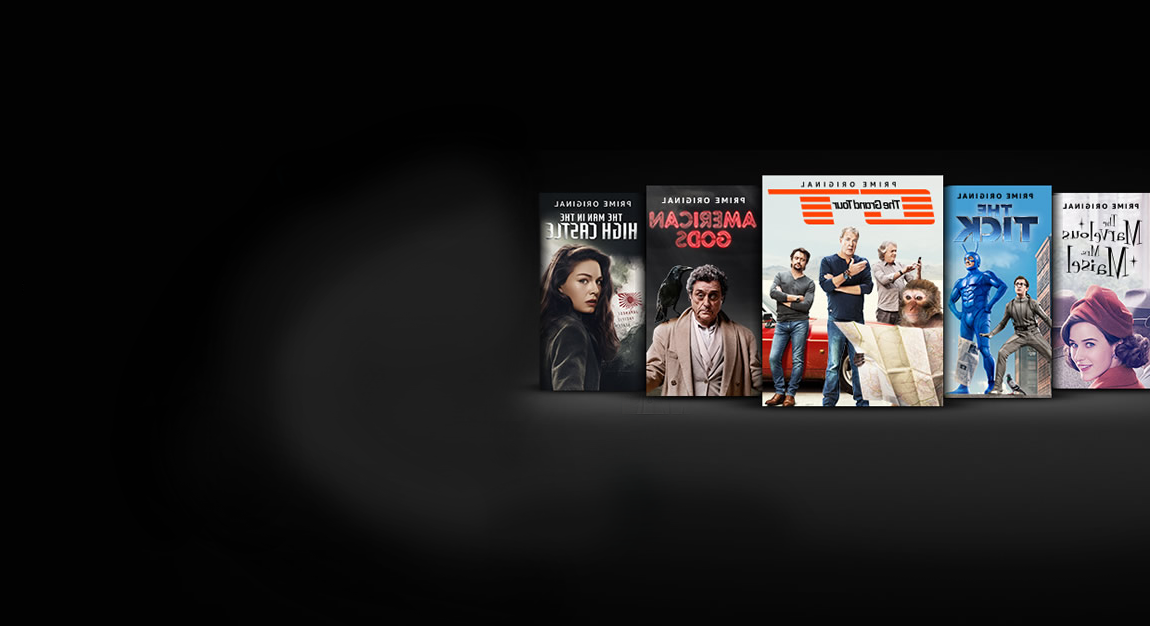 PRIME ORIGINAL
THE MAN IN THE
HIGH CASTLE
PRIME ORIGINAL
AMERICAN
GODS
PRIME ORIGINAL
The Grand Tour
PRIME ORIGINAL
THE
TICK
PRIME ORIGINAL
The
Marvelous
Mrs.
Maisel